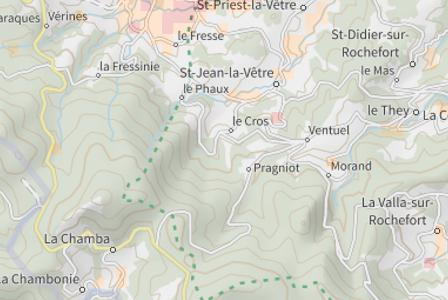 St-Priest-la-Vêtre
Vérines
le Fresse
St-Didier-sur-
Rochefort
la Fressinie
St-Jean-la-Vêtre
le Mas
le Phaux
le They
le Cros
Ventuel
Pragniot
Morand
La Valla-sur-
Rochefort
La Chamba
La Chambonie